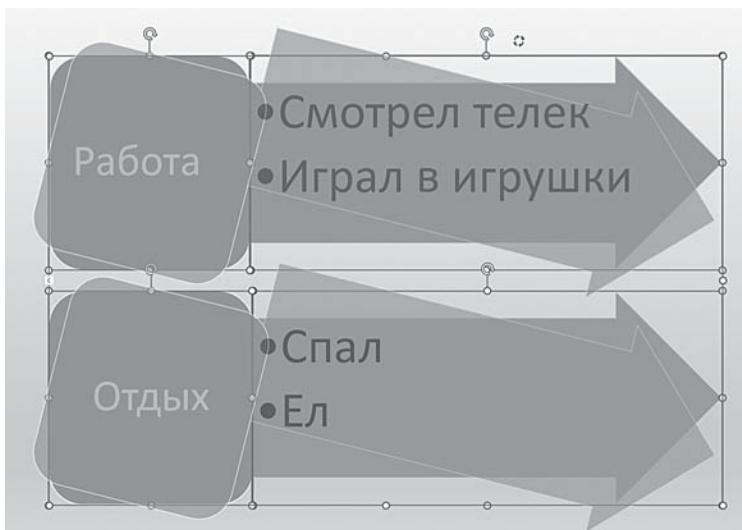 Работа
•Смотрел телек
•Играл в игрушки
Отдых
•Спал
•Ел